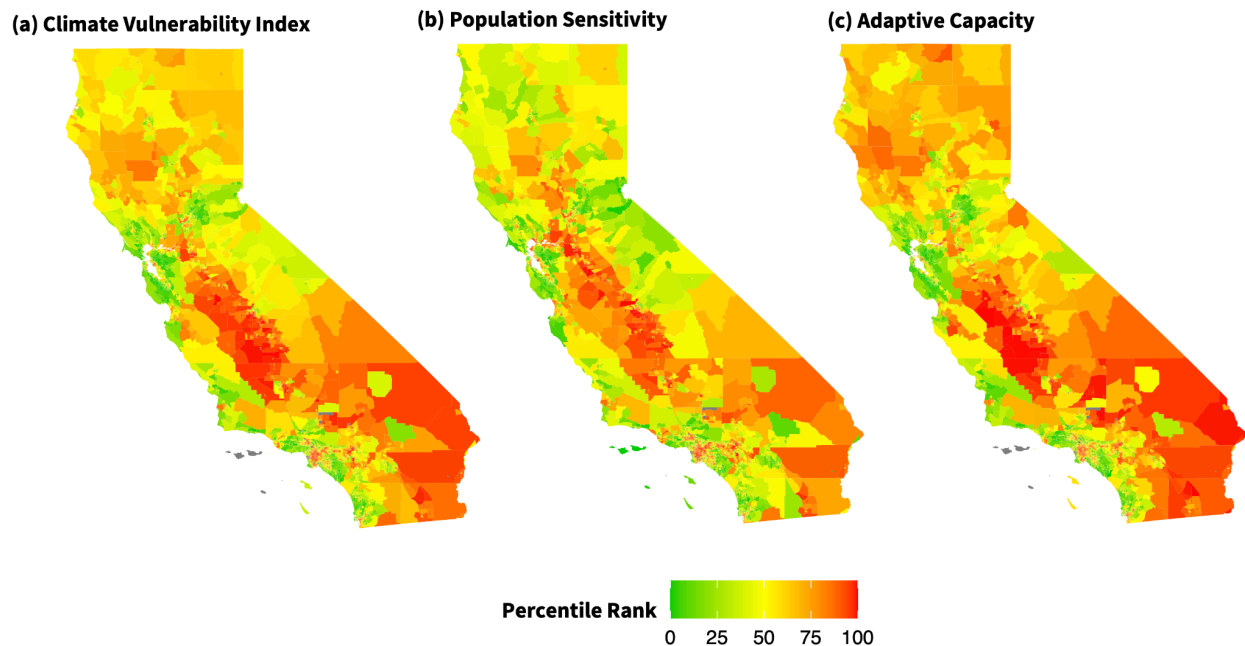 (a) Climate Vulnerability Index
(b) Population Sensitivity
(c) Adaptive Capacity
Percentile Rank
0 25 50 75 100